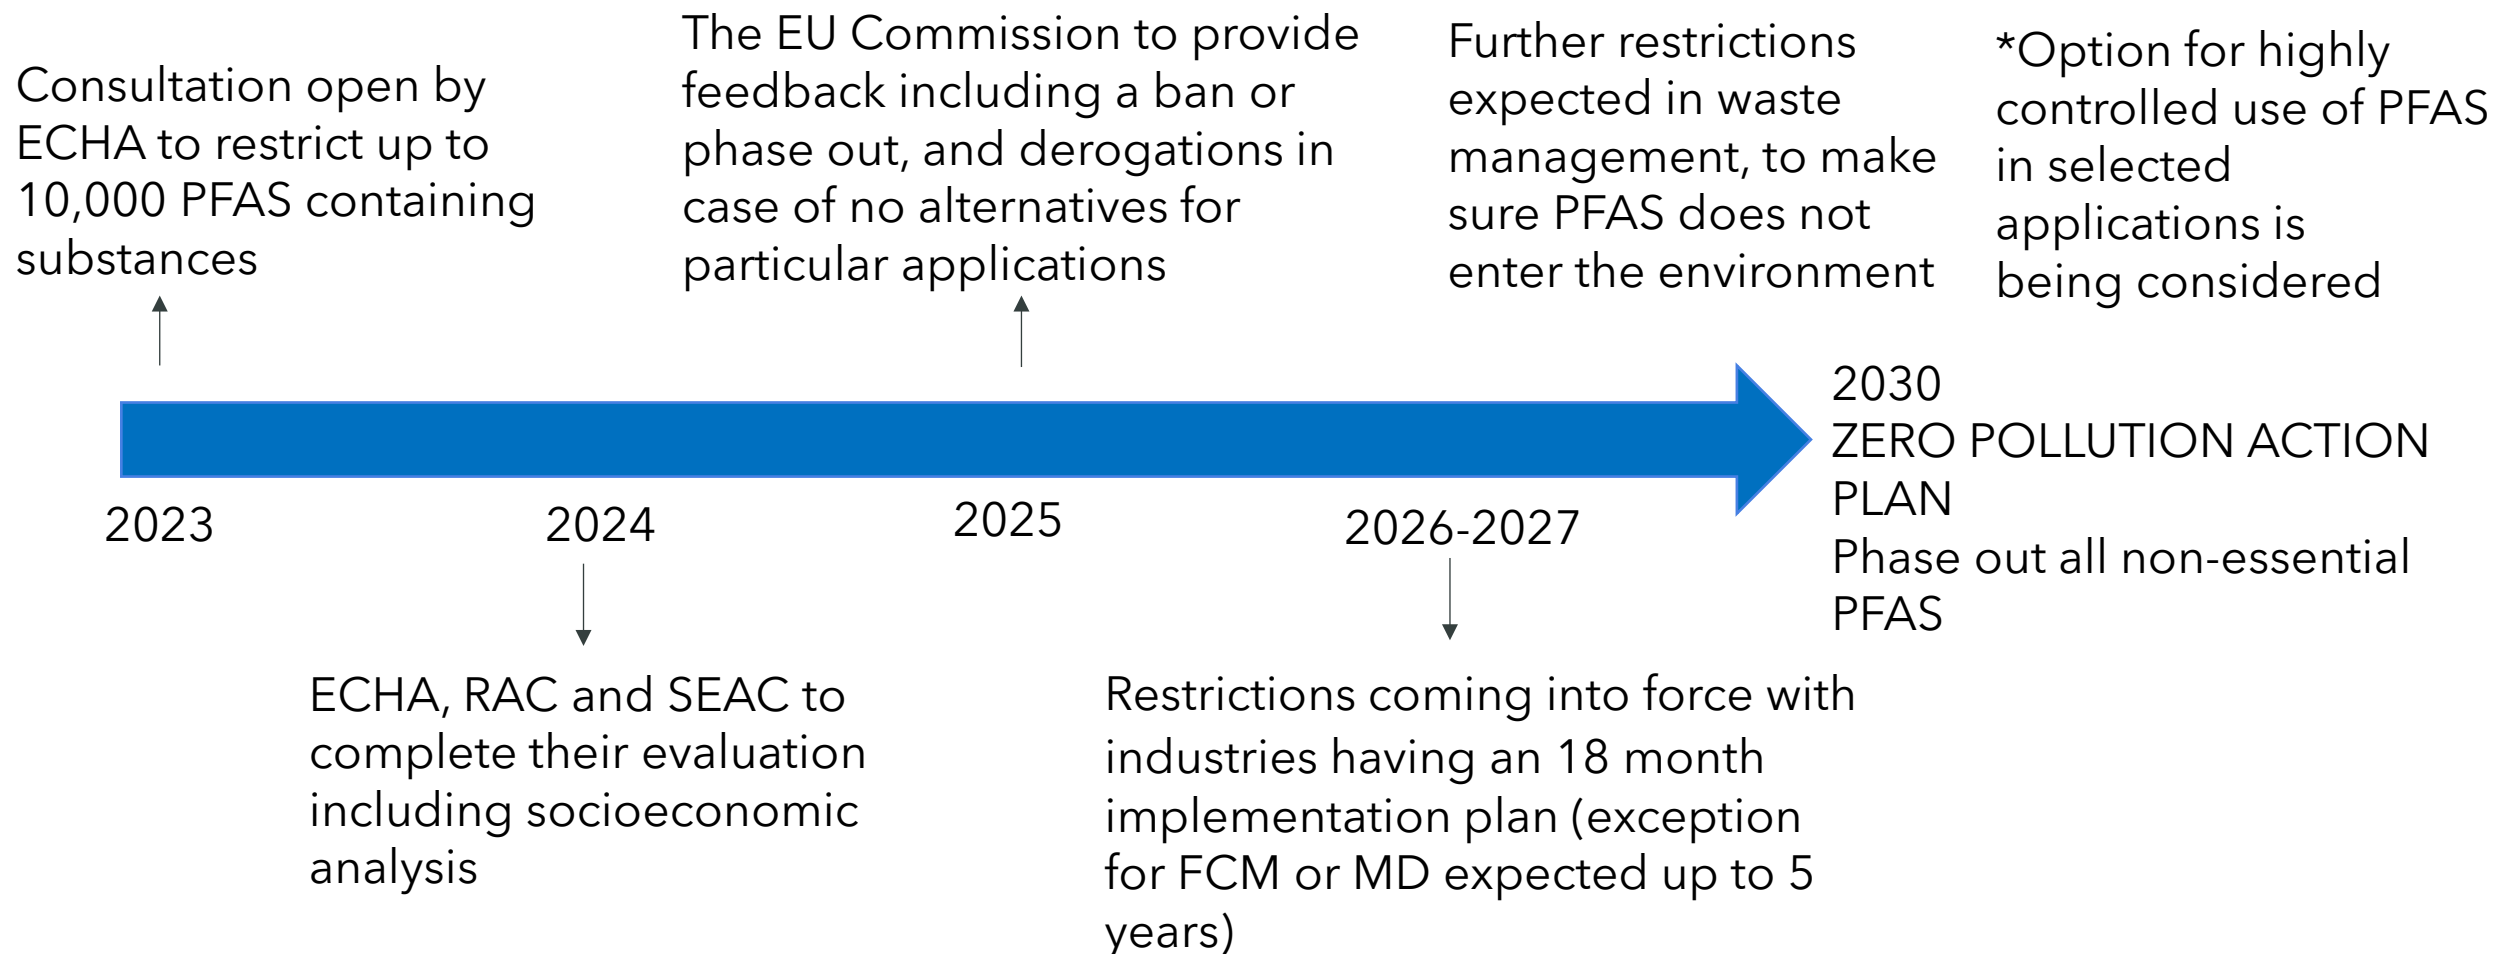 Consultation open by
ECHA to restrict up to
10,000 PFAS containing
substances
The EU Commission to provide
feedback including a ban or
phase out, and derogations in
case of no alternatives for
particular applications
Further restrictions
expected in waste
management, to make
sure PFAS does not
enter the environment
*Option for highly
controlled use of PFAS
in selected
applications is
being considered
2023
2024
2025
2026-2027
2030
ZERO POLLUTION ACTION
PLAN
Phase out all non-essential
PFAS
ECHA, RAC and SEAC to
complete their evaluation
including socioeconomic
analysis
Restrictions coming into force with
industries having an 18 month
implementation plan (exception
for FCM or MD expected up to 5
years)